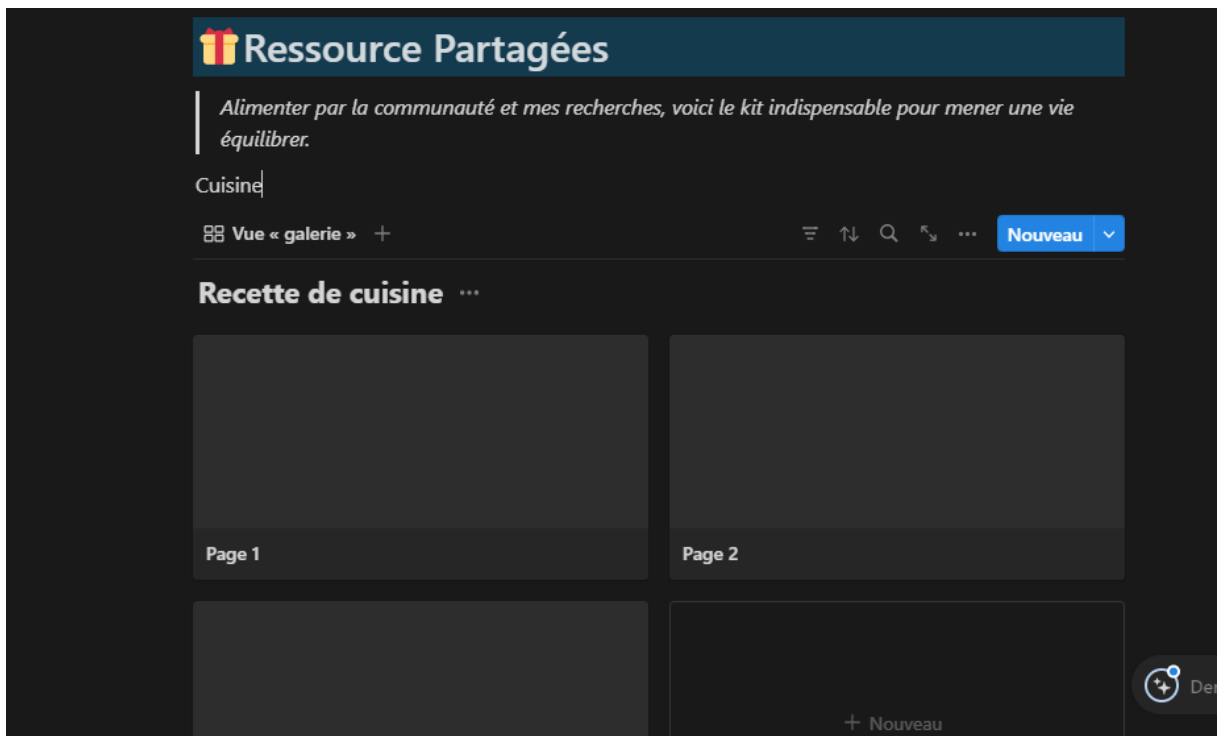 Ressource Partagées
Alimenter par la communauté et mes recherches, voici le kit indispensable pour mener une vie
équilibrer.
Cuisine
Vue « galerie »
Nouveau
Recette de cuisine
Page 1
Page 2
Nouveau